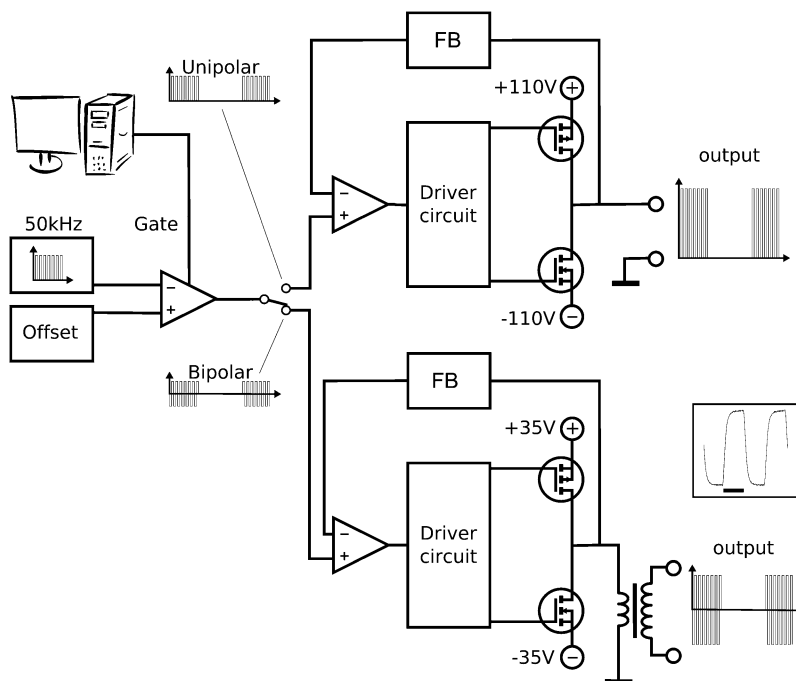 FB
Unipolar
+110V
Driver
circuit
output
50kHz
Gate
−
+
−
+
Offset
-110V
Bipolar
FB
+35V
Driver
circuit
−
+
output
-35V